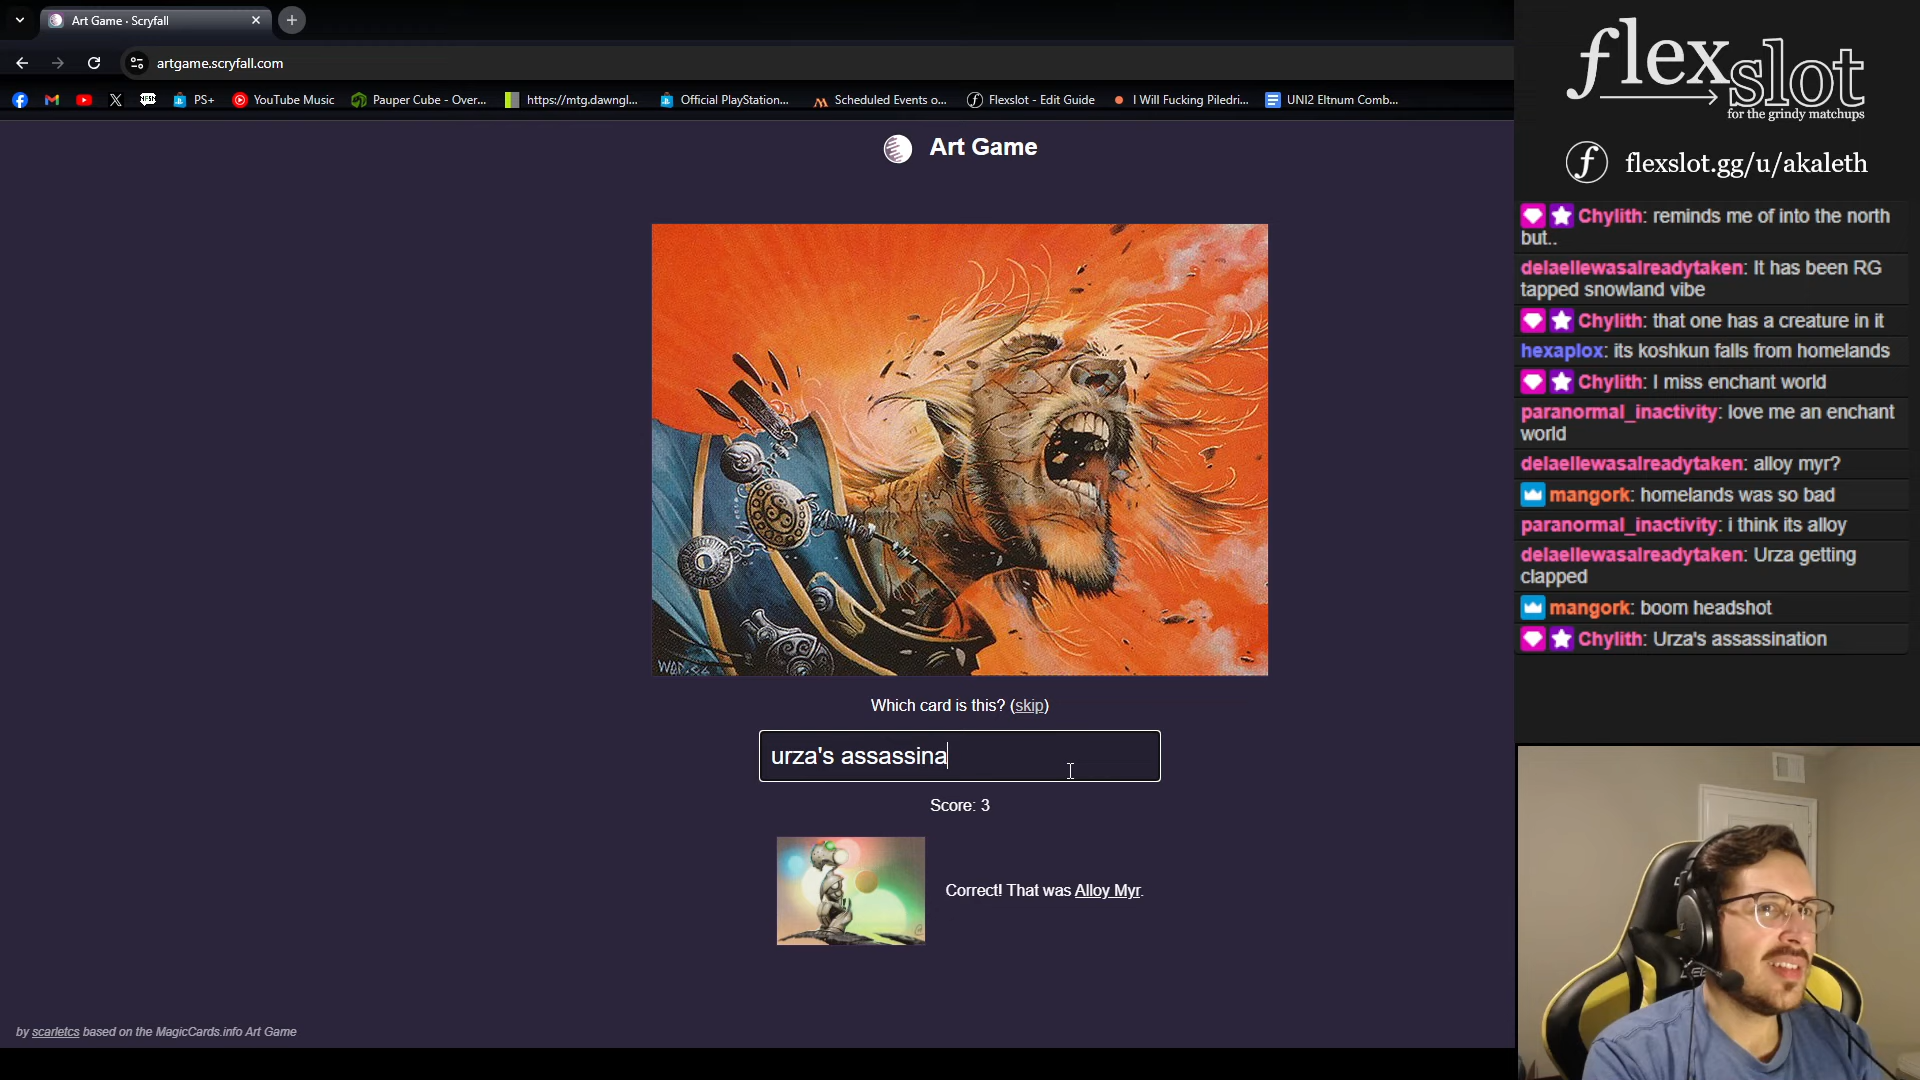 Art Game · Scryfall
artgame.scryfall.com
PS+
YouTube Music
Pauper Cube - Over...
https://mtg.dawngl...
Official PlayStation...
Scheduled Events o...
Flexslot - Edit Guide
I Will Fucking Piledri...
UNI2 Eltnum Comb...
Art Game
WAD.96
Which card is this? (skip)
urza's assassina
Score: 3
Correct! That was Alloy Myr.
by scarletcs based on the MagicCards.info Art Game
flex slot
for the grindy matchups
f flexslot.gg/u/akaleth
Chylith: reminds me of into the north
but..
delaellewasalreadytaken: It has been RG
tapped snowland vibe
Chylith: that one has a creature in it
hexaplox: its koshkun falls from homelands
Chylith: I miss enchant world
paranormal_inactivity: love me an enchant
world
delaellewasalreadytaken: alloy myr?
mangork: homelands was so bad
paranormal_inactivity: i think its alloy
delaellewasalreadytaken: Urza getting
clapped
mangork: boom headshot
Chylith: Urza's assassination